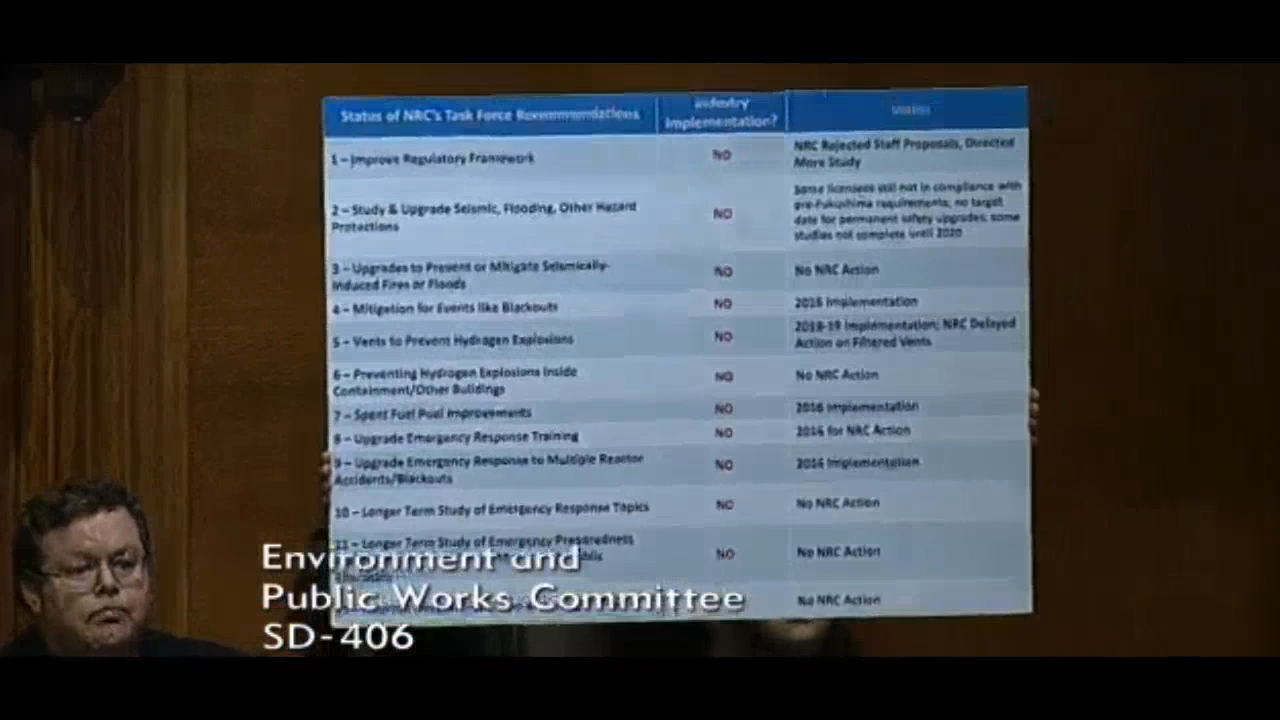 Status of NRC's Task Force Recommendations
Industry
Implementation?
Status
1 – Improve Regulatory Framework
NO
NRC Rejected Staff Proposals, Directed
More Study
2 – Study & Upgrade Seismic, Flooding, Other Hazard
Protections
NO
Some licensees still not in compliance with
pre-Fukushima requirements; no target
date for permanent safety upgrades; some
studies not complete until 2020
3 – Upgrades to Prevent or Mitigate Seismically-
Induced Fires or Floods
NO
No NRC Action
4 – Mitigation for Events like Blackouts
NO
2016 Implementation
5 – Vents to Prevent Hydrogen Explosions
NO
2018-19 Implementation; NRC Delayed
Action on Filtered Vents
6 – Preventing Hydrogen Explosions Inside
Containment/Other Buildings
NO
No NRC Action
7 – Spent Fuel Pool Improvements
NO
2016 Implementation
8 – Upgrade Emergency Response Training
NO
2016 for NRC Action
9 – Upgrade Emergency Response to Multiple Reactor
Accidents/Blackouts
NO
2016 Implementation
10 – Longer Term Study of Emergency Response Topics
NO
No NRC Action
11 – Longer Term Study of Emergency Preparedness
NO
No NRC Action
No NRC Action
Environment and
Public Works Committee
SD-406